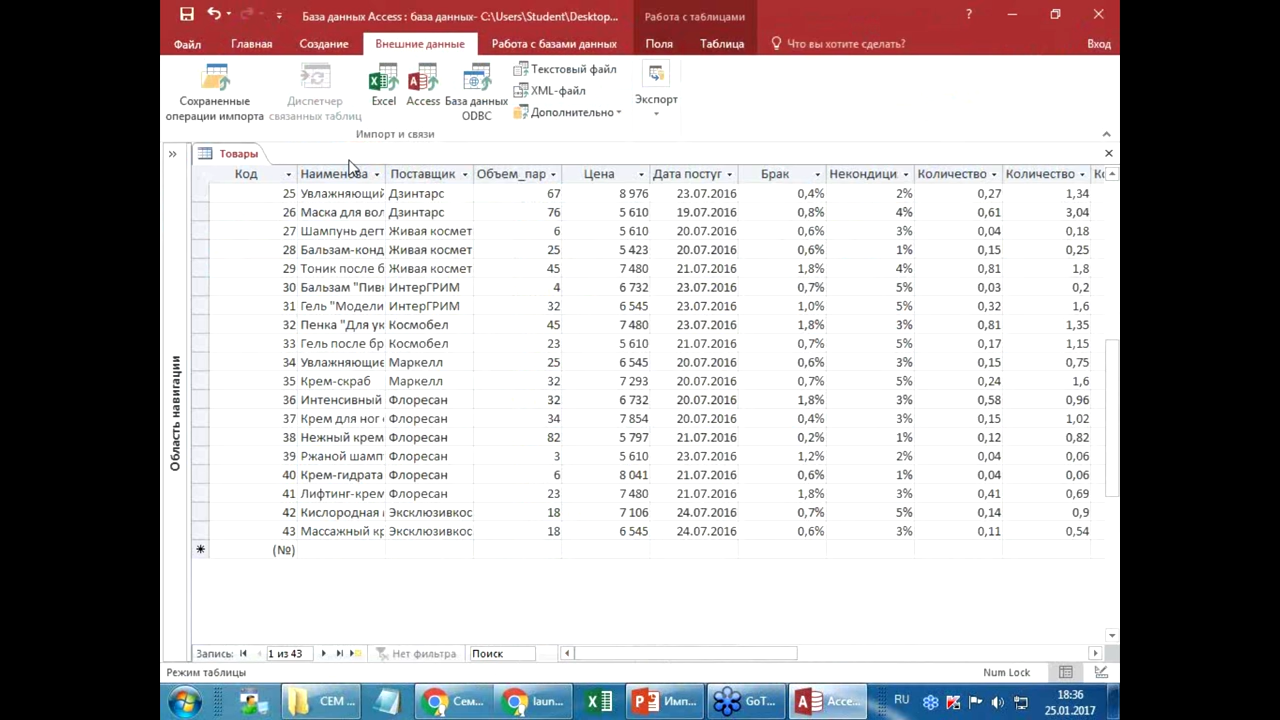 База данных Access : база данных- C:\Users\Student\Desktop... Работа с таблицами ?
Файл Главная Создание Внешние данные Работа с базами данных Поля Таблица Что вы хотите сделать? Вход
Сохраненные операции импорта
Диспетчер связанных таблиц
Excel
Access
База данных ODBC
Текстовый файл
XML-файл
Дополнительно
Экспорт
Импорт и связи
Товары
Область навигации
Код Наименова Поставщик Объем_пар Цена Дата постуг Брак Некондици Количество Количество Ко
25 Увлажняющий Дзинтарс 67 8 976 23.07.2016 0,4% 2% 0,27 1,34
26 Маска для вол Дзинтарс 76 5 610 19.07.2016 0,8% 4% 0,61 3,04
27 Шампунь дегт Живая космет 6 5 610 20.07.2016 0,6% 3% 0,04 0,18
28 Бальзам-конд Живая космет 25 5 423 20.07.2016 0,6% 1% 0,15 0,25
29 Тоник после б Живая космет 45 7 480 21.07.2016 1,8% 4% 0,81 1,8
30 Бальзам "Пиви ИнтерГРИМ 4 6 732 23.07.2016 0,7% 5% 0,03 0,2
31 Гель "Модели ИнтерГРИМ 32 6 545 23.07.2016 1,0% 5% 0,32 1,6
32 Пенка "Для ук Космобел 45 7 480 23.07.2016 1,8% 3% 0,81 1,35
33 Гель после бр Космобел 23 5 610 21.07.2016 0,7% 5% 0,17 1,15
34 Увлажняющие Маркелл 25 6 545 20.07.2016 0,6% 3% 0,15 0,75
35 Крем-скраб Маркелл 32 7 293 20.07.2016 0,7% 5% 0,24 1,6
36 Интенсивный Флоресан 32 6 732 20.07.2016 1,8% 3% 0,58 0,96
37 Крем для ног Флоресан 34 7 854 20.07.2016 0,4% 3% 0,15 1,02
38 Нежный крем Флоресан 82 5 797 21.07.2016 0,2% 1% 0,12 0,82
39 Ржаной шамп Флоресан 3 5 610 23.07.2016 1,2% 2% 0,04 0,06
40 Крем-гидрата Флоресан 6 8 041 21.07.2016 0,6% 1% 0,04 0,06
41 Лифтинг-крем Флоресан 23 7 480 21.07.2016 1,8% 3% 0,41 0,69
42 Кислородная Эксклюзивкос 18 7 106 24.07.2016 0,7% 5% 0,14 0,9
43 Массажный кр Эксклюзивкос 18 6 545 20.07.2016 0,6% 3% 0,11 0,54
(№)
Запись: 1 из 43 Нет фильтра Поиск
Режим таблицы Num Lock
СЕМ ... Сем... laun... Имп... GoT... Acce... RU 18:36
25.01.2017